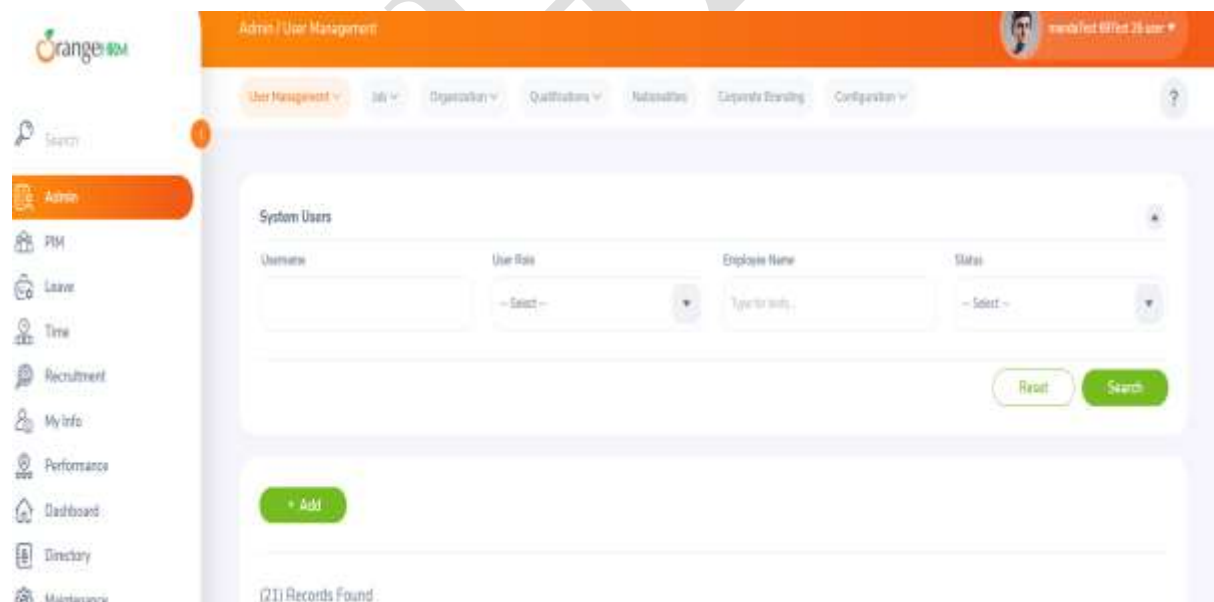 OrangeHRM
Admin / User Management
User Management
Job
Organization
Qualifications
Nationalities
Corporate Branding
Configuration
?
Search
Admin
PIM
Leave
Time
Recruitment
My Info
Performance
Dashboard
Directory
Maintenance
System Users
Username
User Role
Employee Name
Status
-- Select --
Type for hints...
-- Select --
Reset
Search
+ Add
(21) Records Found